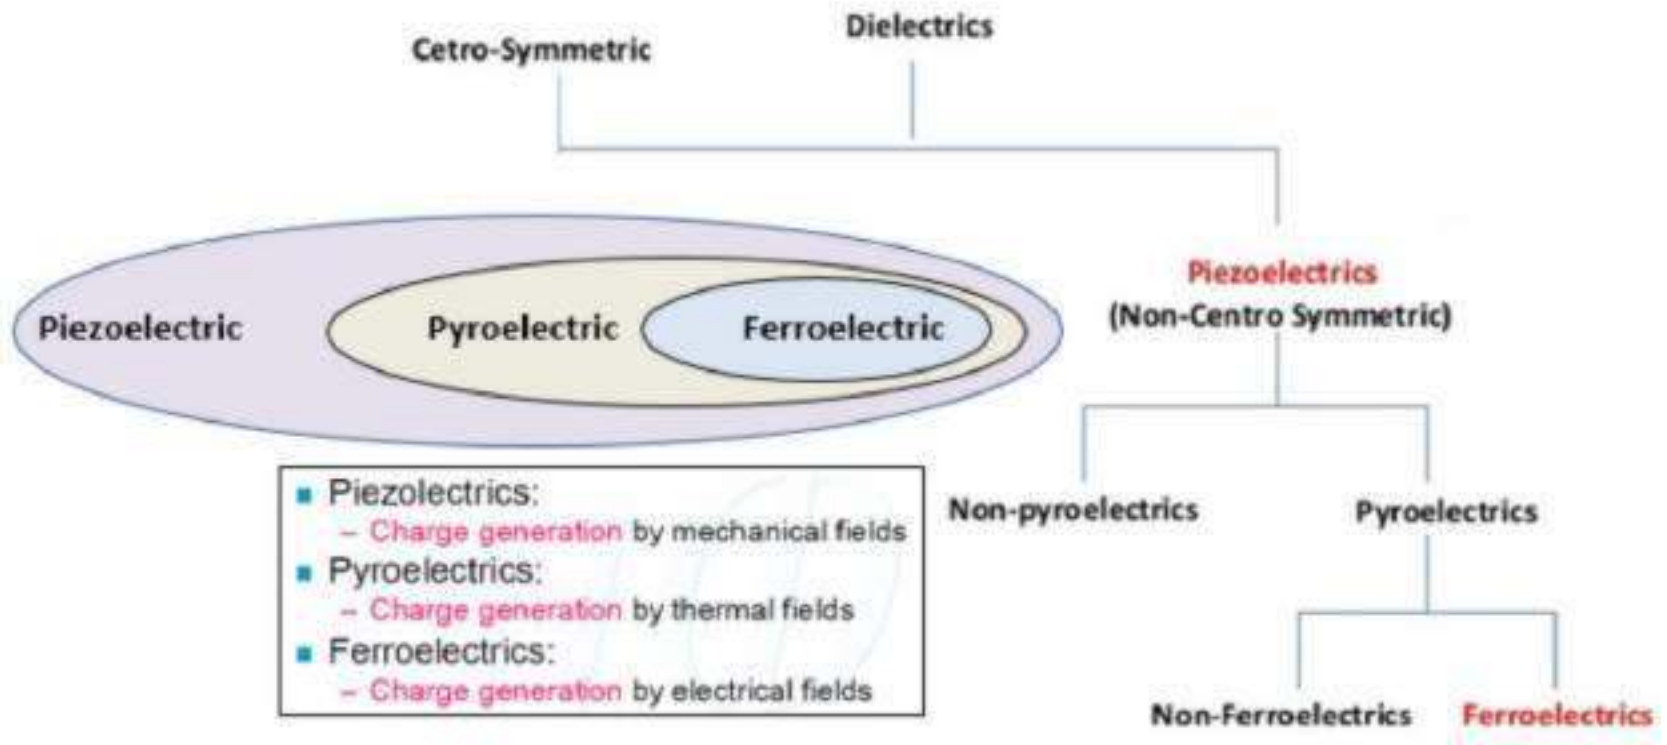 Dielectrics
Cetro-Symmetric
Piezoelectrics
(Non-Centro Symmetric)
Piezoelectric
Pyroelectric
Ferroelectric
Piezolectrics:
– Charge generation by mechanical fields
Pyroelectrics:
– Charge generation by thermal fields
Ferroelectrics:
– Charge generation by electrical fields
Non-pyroelectrics
Pyroelectrics
Non-Ferroelectrics
Ferroelectrics